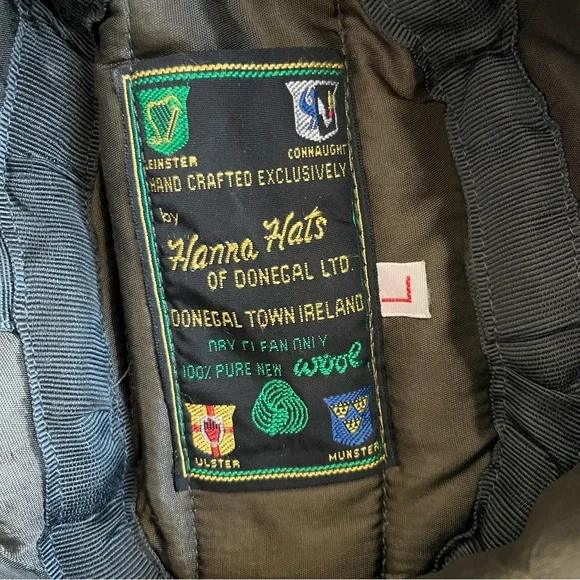 LEINSTER CONNAUGHT
HAND CRAFTED EXCLUSIVELY
by
Hanna Hats
OF DONEGAL LTD.
DONEGAL TOWN IRELAND
DRY CLEAN ONLY
100% PURE NEW wool
ULSTER MUNSTER
L